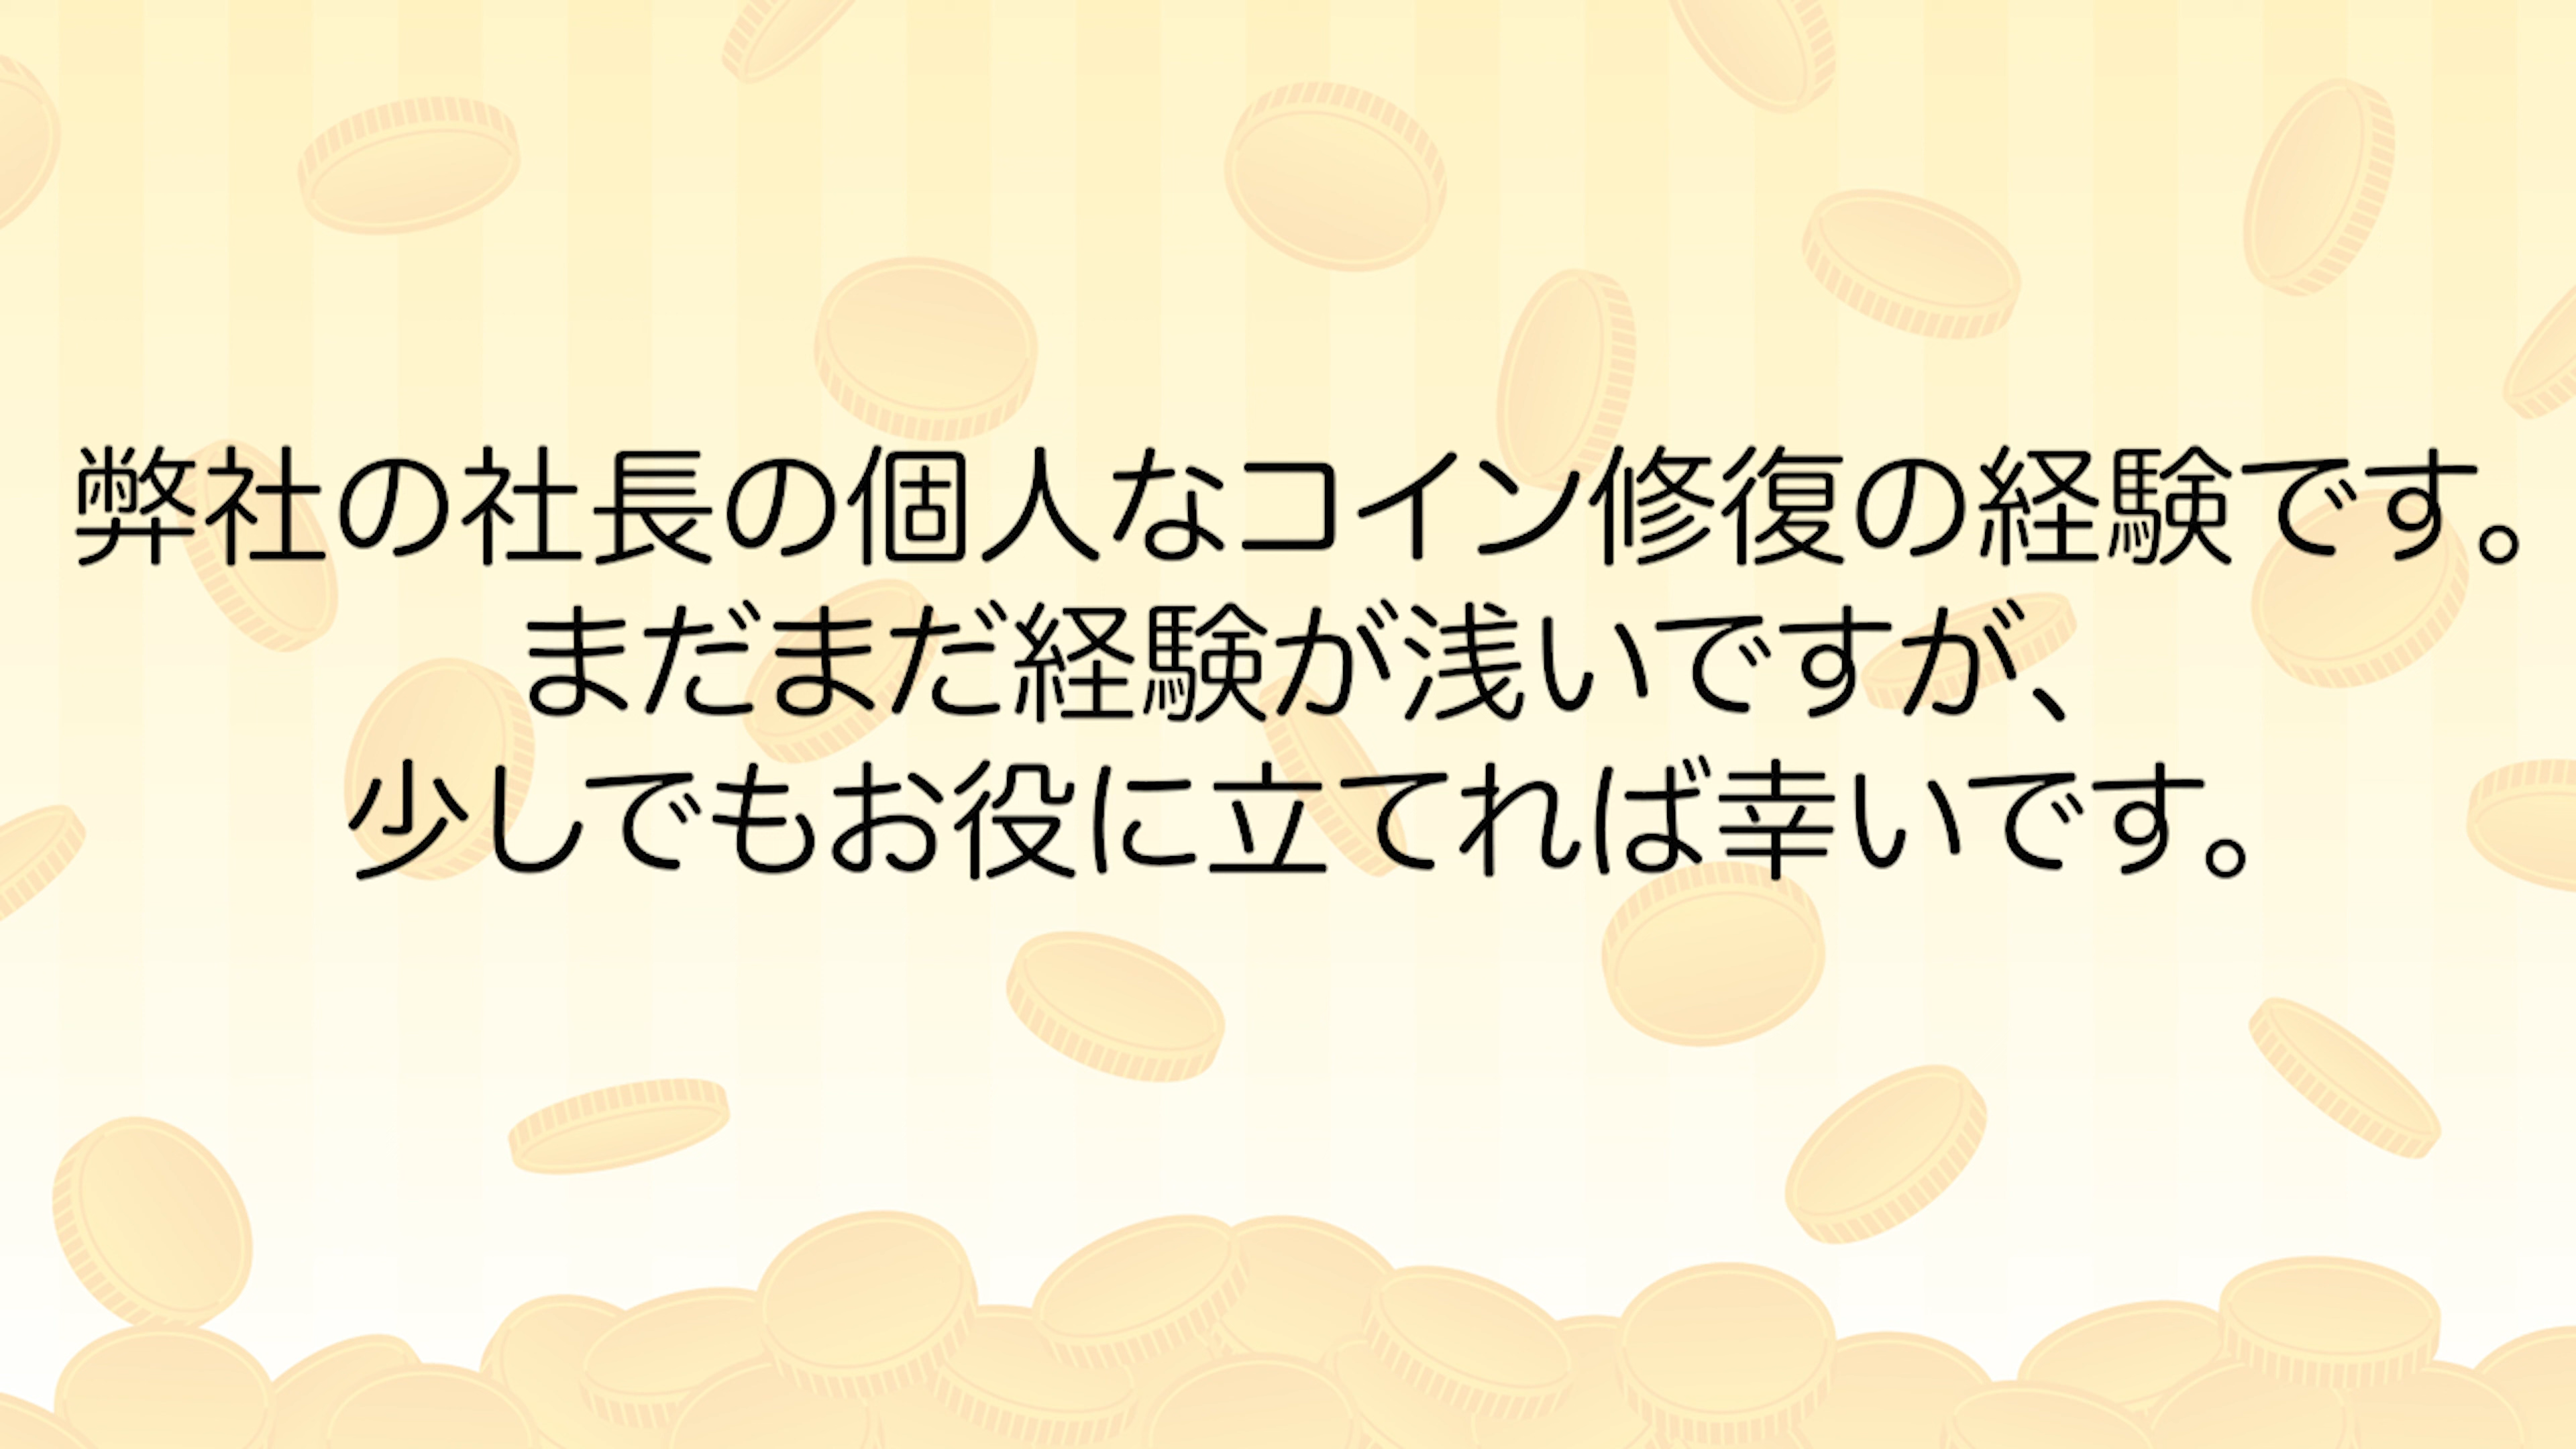 弊社の社長の個人なコイン修復の経験です。
まだまだ経験が浅いですが、
少しでもお役に立てれば幸いです。